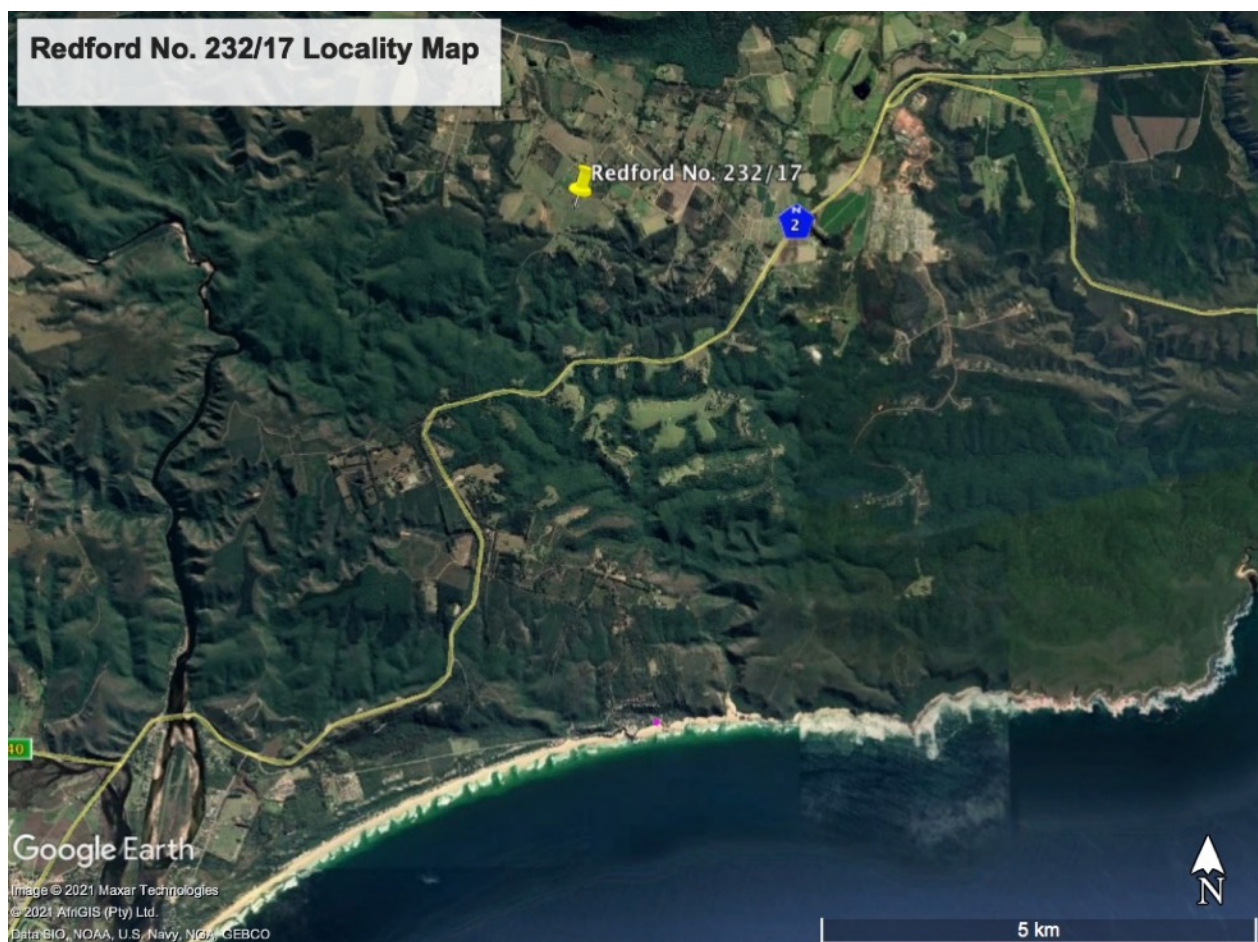 Redford No. 232/17 Locality Map
Redford No. 232/17
N
2
40
Google Earth
Image © 2021 Maxar Technologies
© 2021 AfriGIS (Pty) Ltd.
Data SIO, NOAA, U.S. Navy, NGA, GEBCO
N
5 km